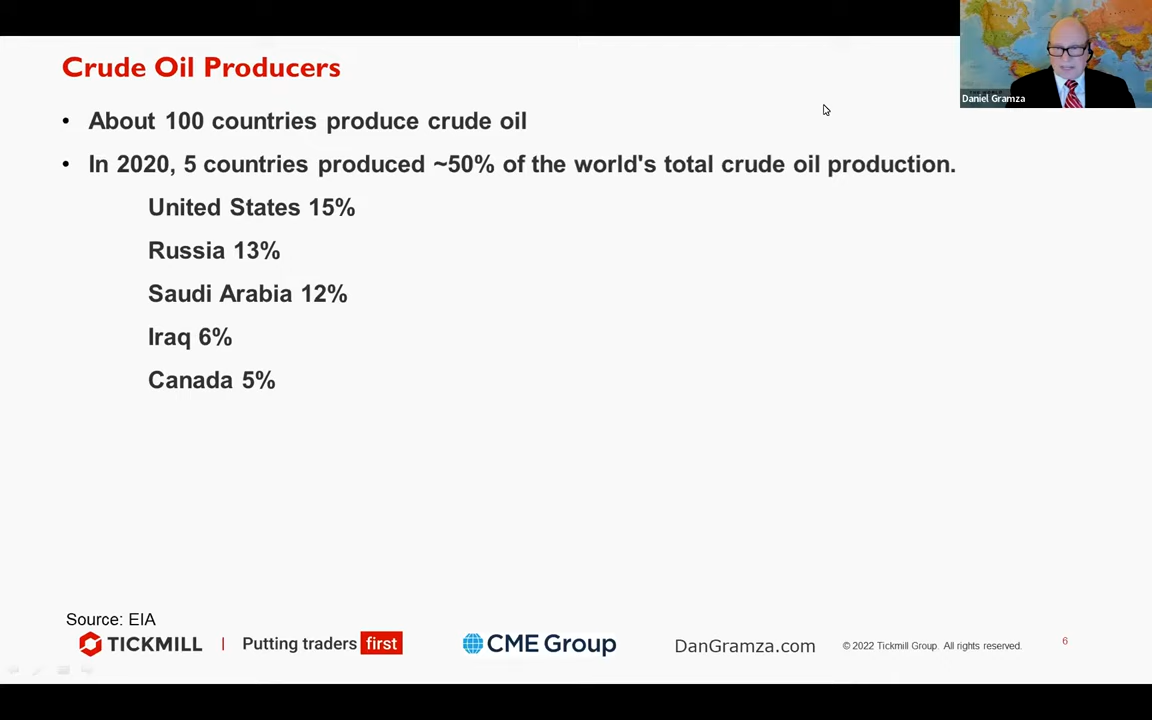 Crude Oil Producers
Daniel Gramza
• About 100 countries produce crude oil
• In 2020, 5 countries produced ~50% of the world's total crude oil production.
United States 15%
Russia 13%
Saudi Arabia 12%
Iraq 6%
Canada 5%
Source: EIA
TICKMILL | Putting traders first
CME Group
DanGramza.com
© 2022 Tickmill Group. All rights reserved.
6